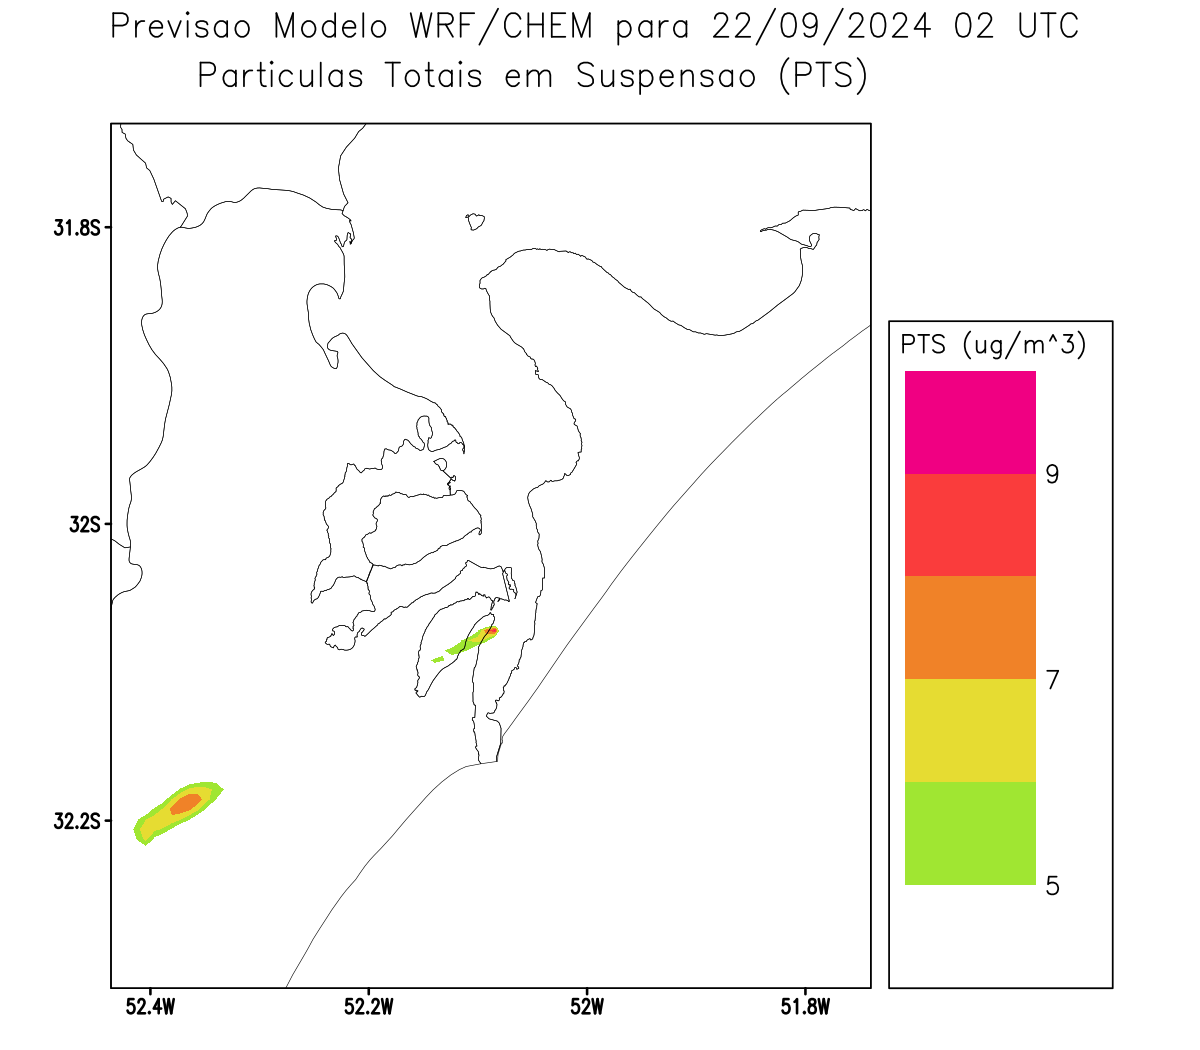 Previsao Modelo WRF/CHEM para 22/09/2024 02 UTC
Particulas Totais em Suspensao (PTS)
31.8S
32S
32.2S
52.4W
52.2W
52W
51.8W
PTS (ug/m^3)
9
7
5